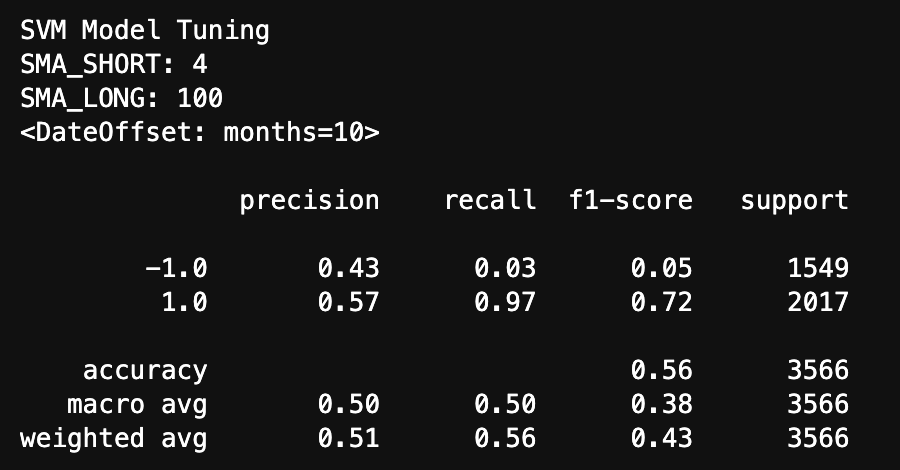 SVM Model Tuning
SMA_SHORT: 4
SMA_LONG: 100
<DateOffset: months=10>
precision recall f1-score support
-1.0 0.43 0.03 0.05 1549
1.0 0.57 0.97 0.72 2017
accuracy 0.56 3566
macro avg 0.50 0.50 0.38 3566
weighted avg 0.51 0.56 0.43 3566